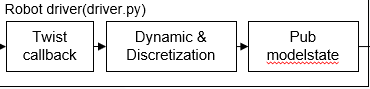 Robot driver(driver.py)
Twist
callback
Dynamic &
Discretization
Pub
modelstate